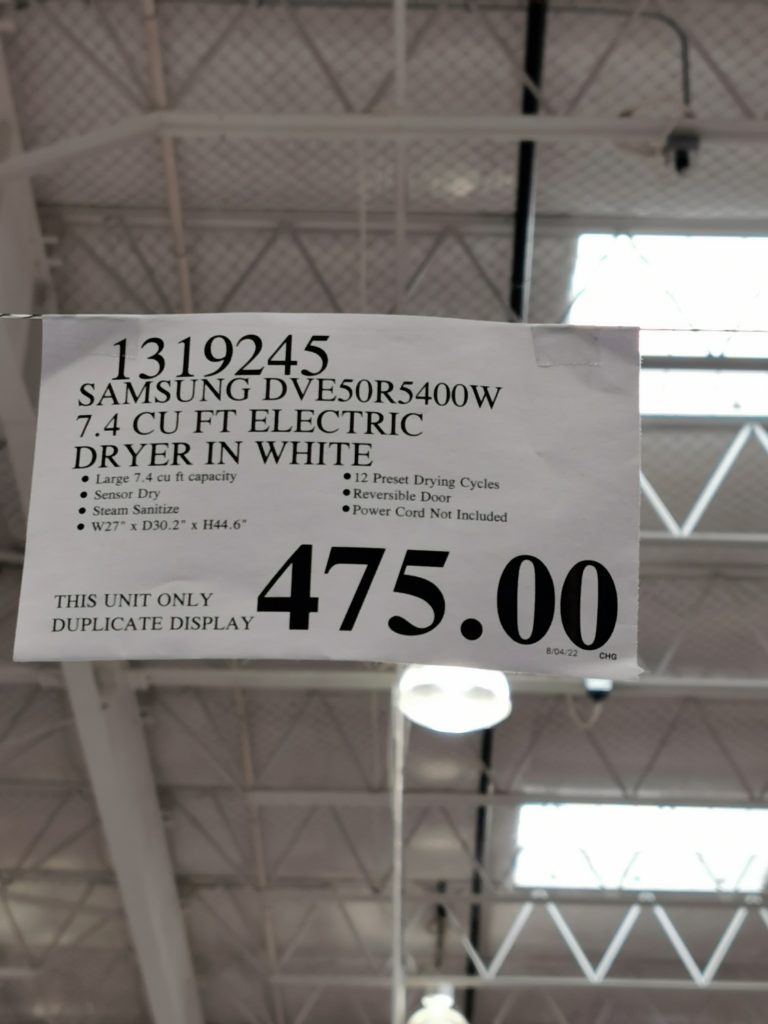 1319245
SAMSUNG DVE50R5400W
7.4 CU FT ELECTRIC
DRYER IN WHITE
• Large 7.4 cu ft capacity
• Sensor Dry
• Steam Sanitize
• W27" x D30.2" x H44.6"
• 12 Preset Drying Cycles
• Reversible Door
• Power Cord Not Included
THIS UNIT ONLY
DUPLICATE DISPLAY
475.00
8/04/22 CHG